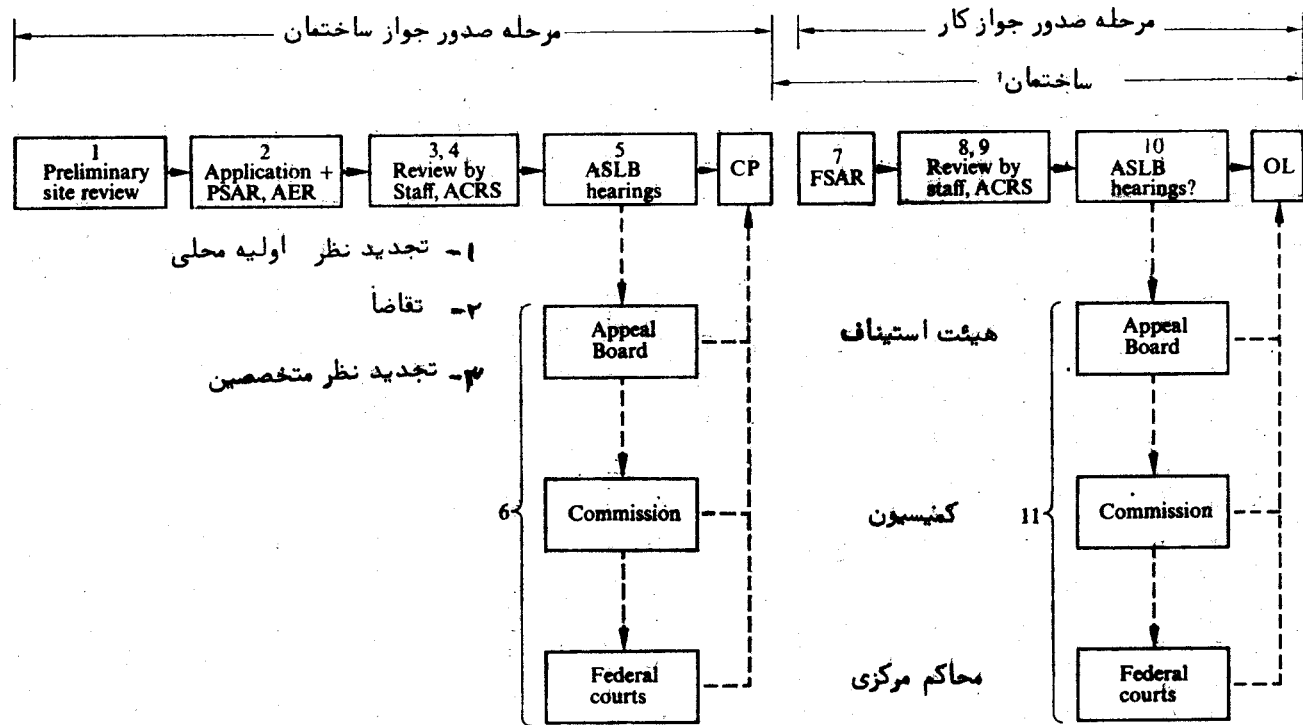 مرحله صدور جواز ساختمان
مرحله صدور جواز کار
ساختمان¹
1
Preliminary
site review
2
Application +
PSAR, AER
3, 4
Review by
Staff, ACRS
5
ASLB
hearings
CP
7
FSAR
8, 9
Review by
staff, ACRS
10
ASLB
hearings?
OL
۱- تجدید نظر اولیه محلی
۲- تقاضاً
۳- تجدید نظر متخصصین
6
Appeal
Board
Commission
Federal
courts
هیئت استیناف
کمیسیون
محاکم مرکزی
11
Appeal
Board
Commission
Federal
courts